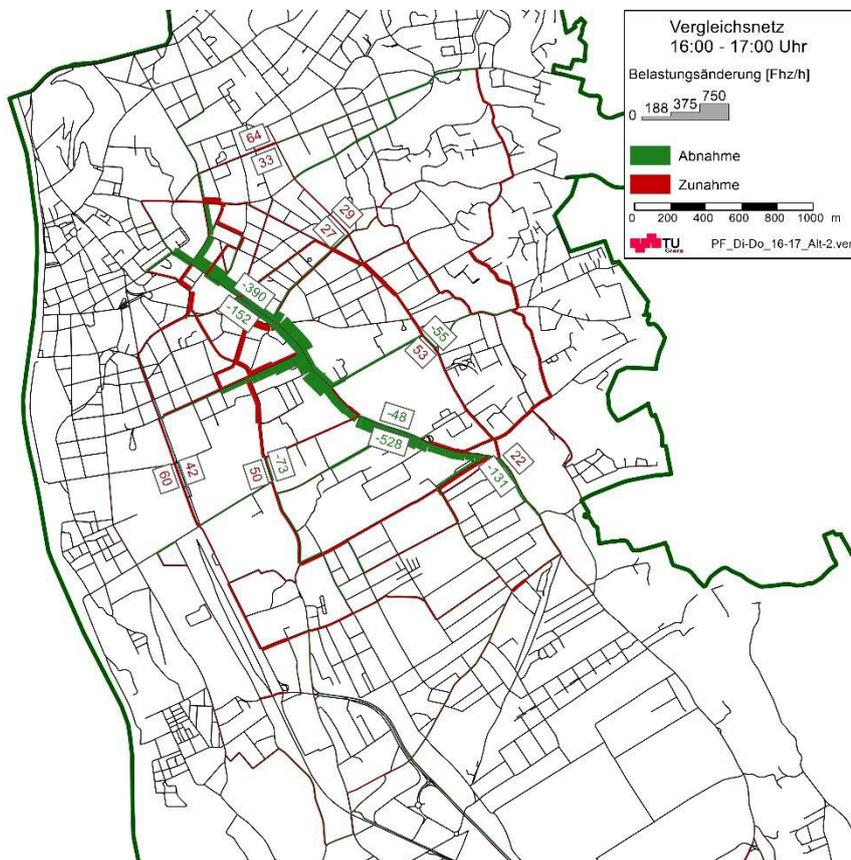 Vergleichsnetz
16:00 - 17:00 Uhr
Belastungsänderung [Fhz/h]
0 188 375 750
Abnahme
Zunahme
0 200 400 600 800 1000 m
TU
Graz
PF_Di-Do_16-17_Alt-2.ver
64
33
29
27
-390
-152
-55
53
-48
-528
22
-131
60
42
50
-73